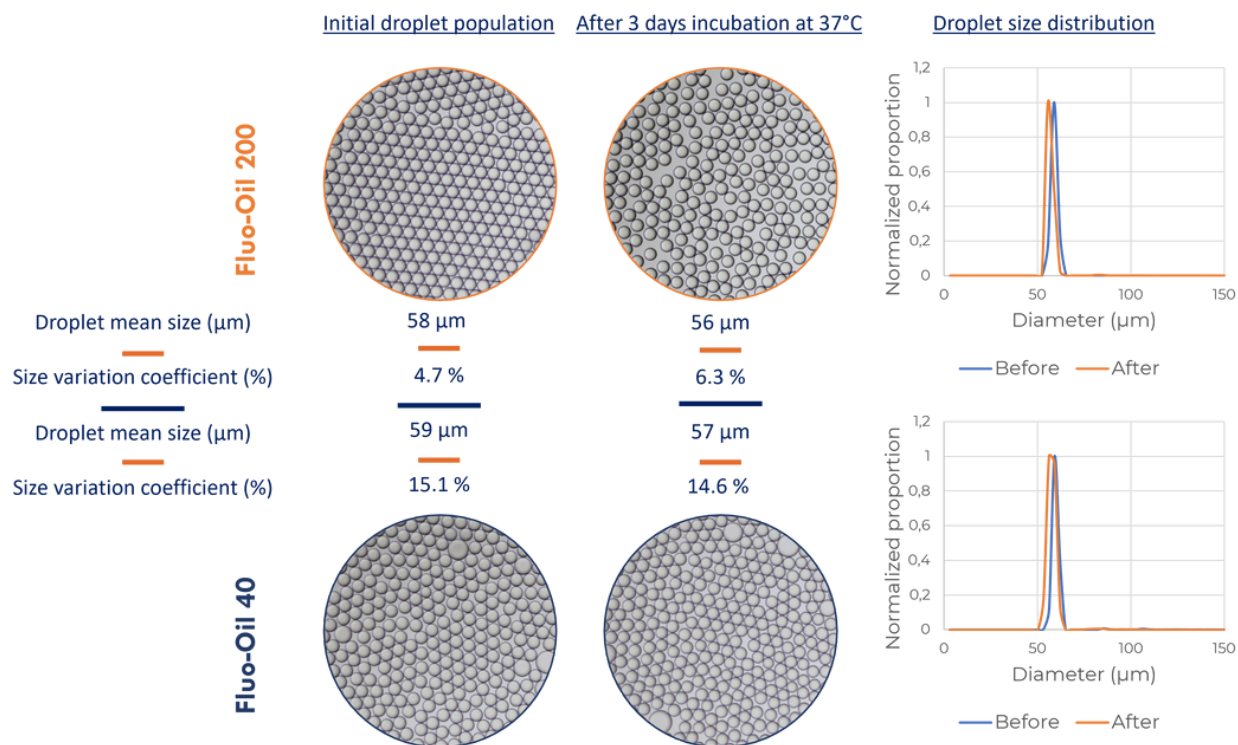 Initial droplet population
After 3 days incubation at 37°C
Droplet size distribution
Fluo-Oil 200
1,2
1
0,8
0,6
0,4
0,2
0
Normalized proportion
0
50
100
150
Diameter (µm)
Before
After
Droplet mean size (µm)
58 µm
56 µm
Size variation coefficient (%)
4.7 %
6.3 %
Droplet mean size (µm)
59 µm
57 µm
Size variation coefficient (%)
15.1 %
14.6 %
Fluo-Oil 40
1,2
1
0,8
0,6
0,4
0,2
0
Normalized proportion
0
50
100
150
Diameter (µm)
Before
After